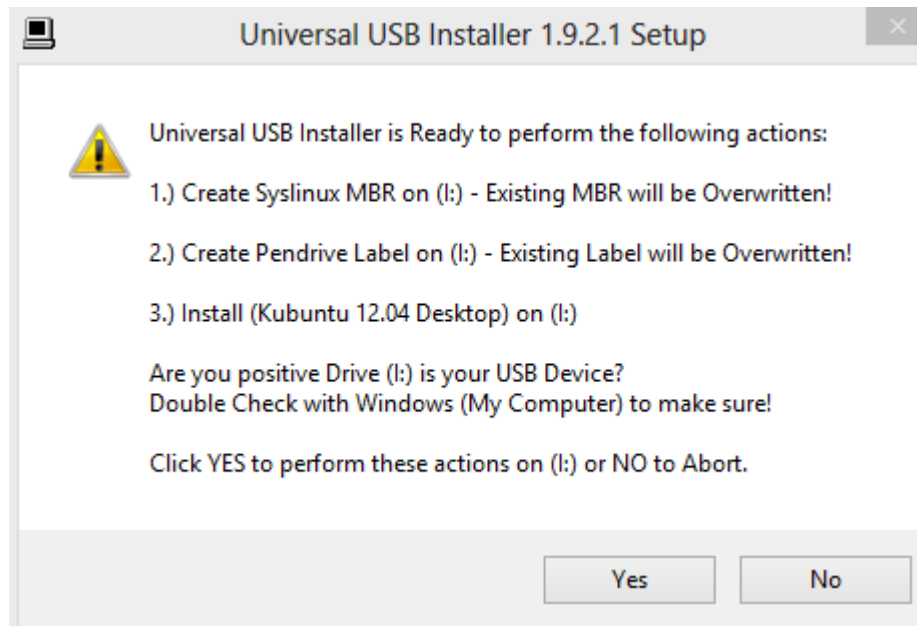 Universal USB Installer 1.9.2.1 Setup
Universal USB Installer is Ready to perform the following actions:
1.) Create Syslinux MBR on (I:) - Existing MBR will be Overwritten!
2.) Create Pendrive Label on (I:) - Existing Label will be Overwritten!
3.) Install (Kubuntu 12.04 Desktop) on (I:)
Are you positive Drive (I:) is your USB Device?
Double Check with Windows (My Computer) to make sure!
Click YES to perform these actions on (I:) or NO to Abort.
Yes No